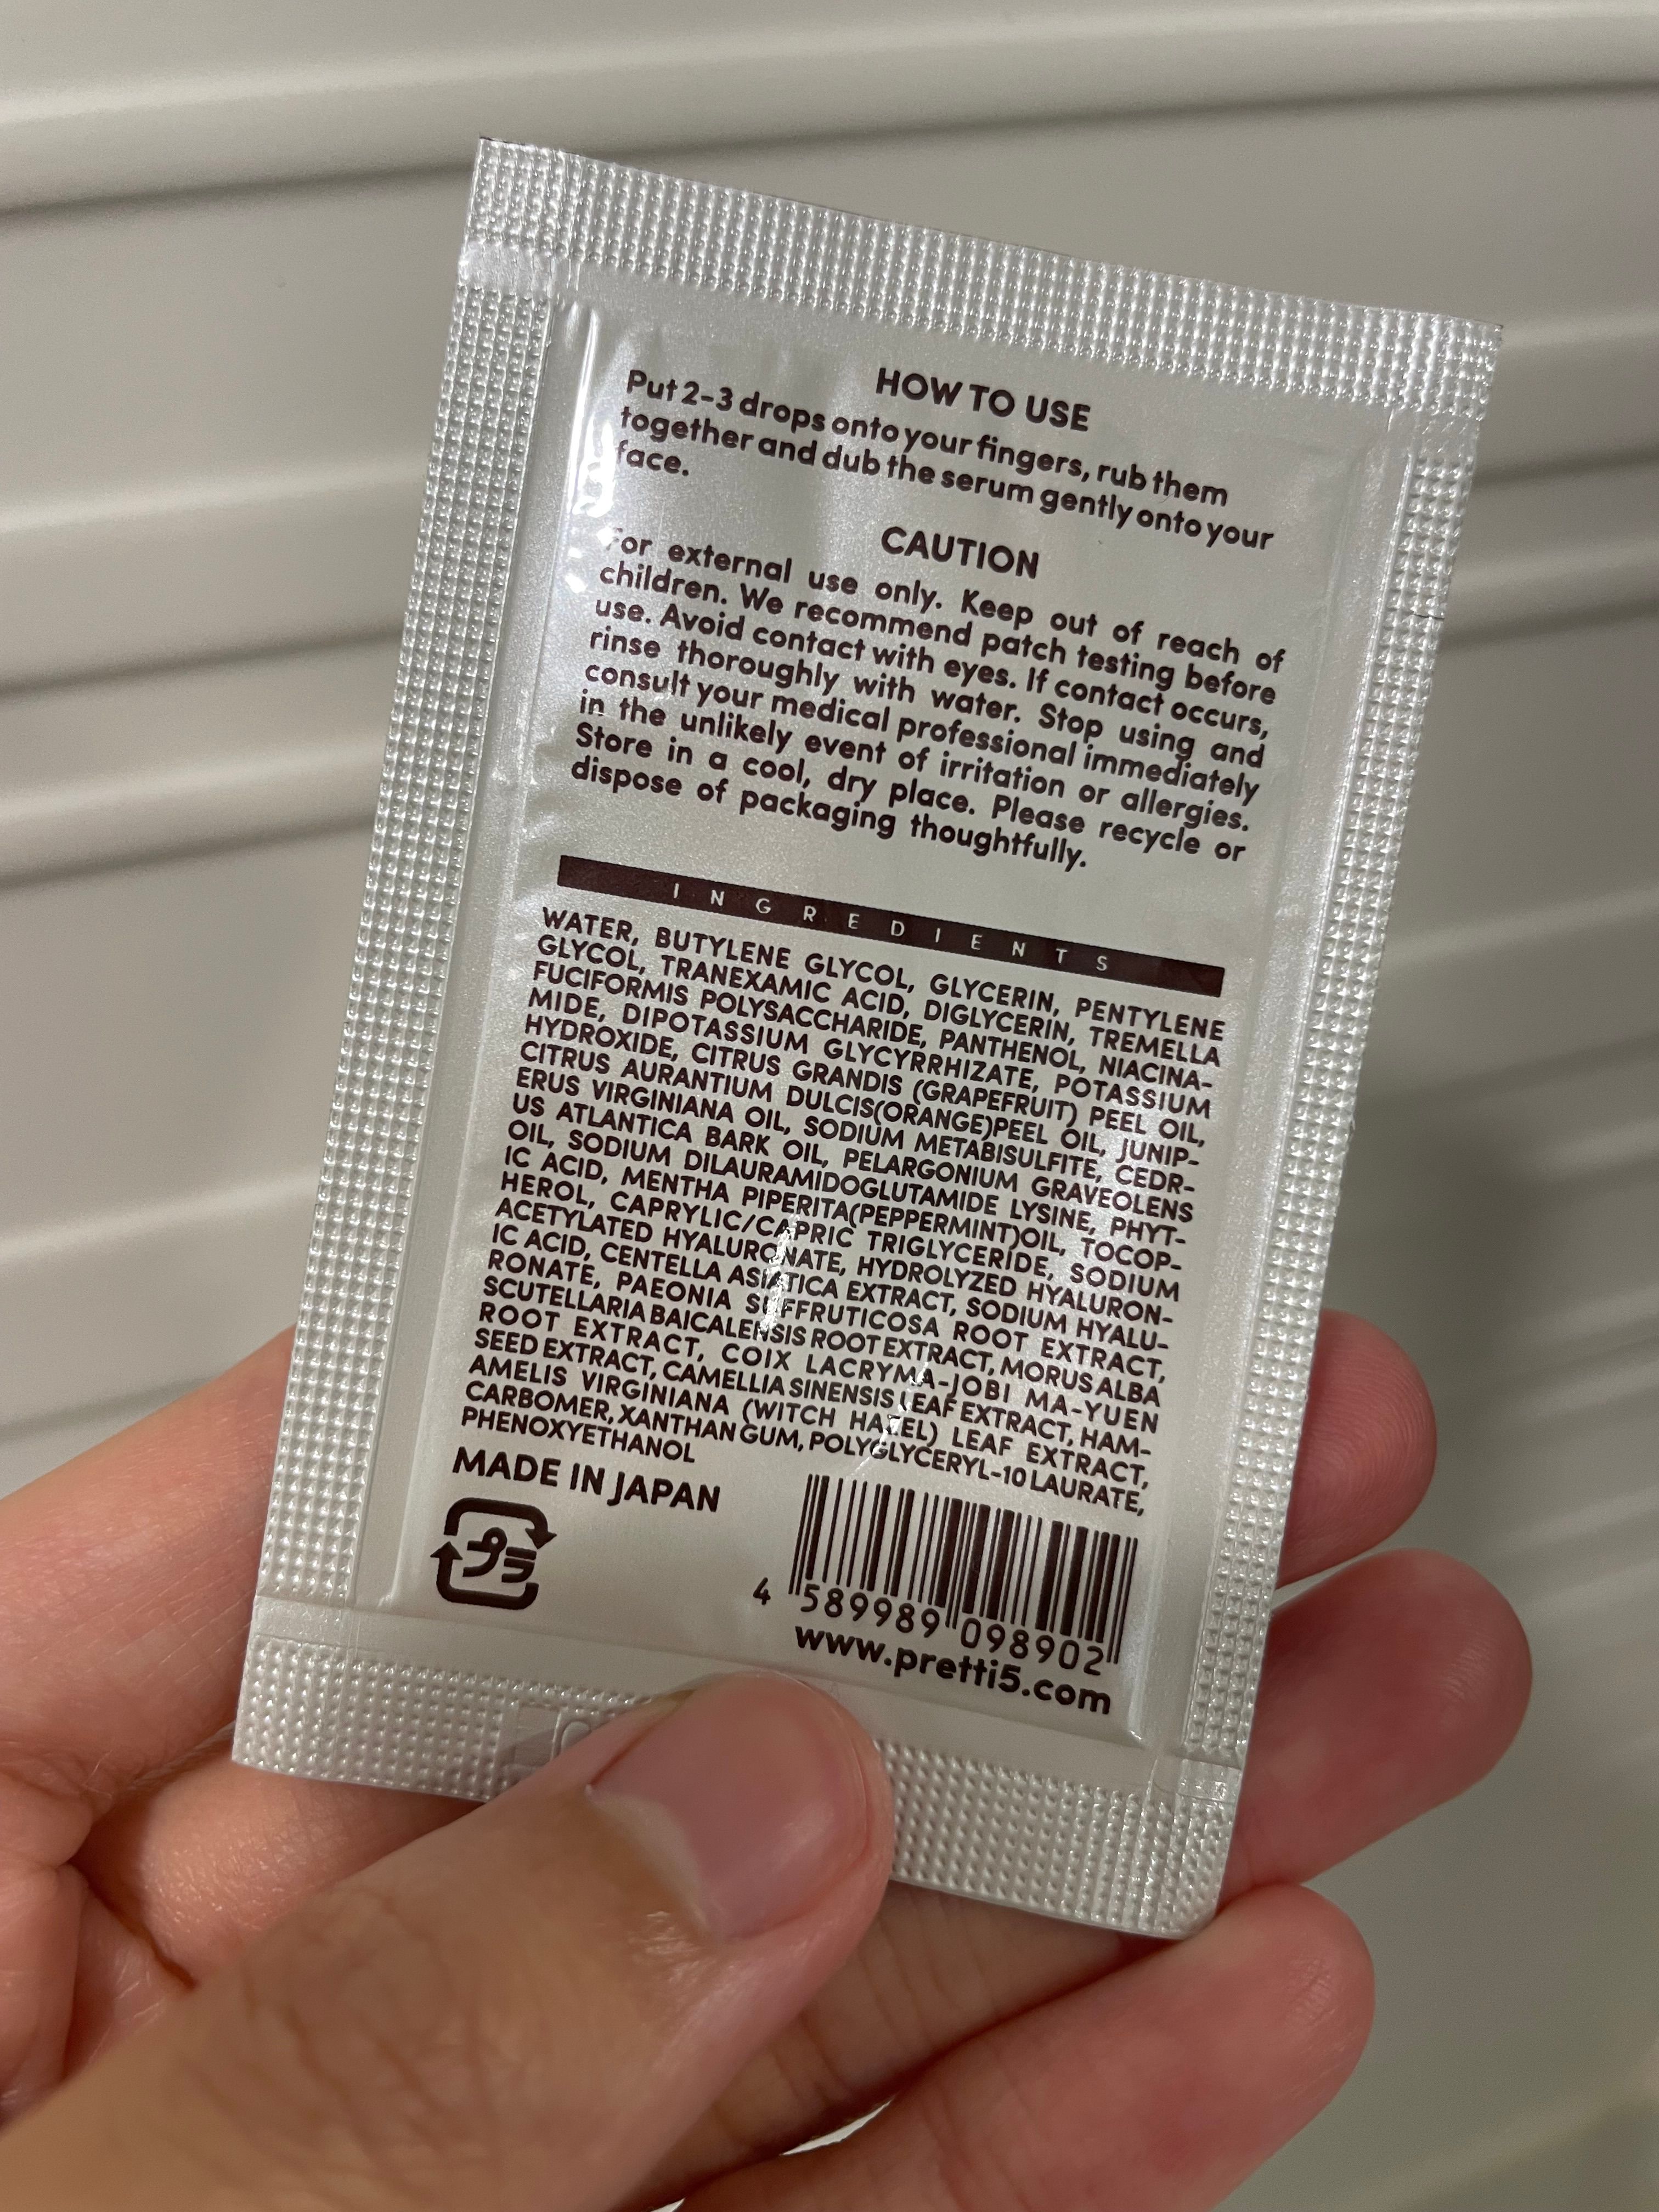 HOW TO USE
Put 2-3 drops onto your fingers, rub them
together and dub the serum gently onto your
face.
CAUTION
For external use only. Keep out of reach of
children. We recommend patch testing before
use. Avoid contact with eyes. If contact occurs,
rinse thoroughly with water. Stop using and
consult your medical professional immediately
in the unlikely event of irritation or allergies.
Store in a cool, dry place. Please recycle or
dispose of packaging thoughtfully.
INGREDIENTS
WATER, BUTYLENE GLYCOL, GLYCERIN, PENTYLENE
GLYCOL, TRANEXAMIC ACID, DIGLYCERIN, TREMELLA
FUCIFORMIS POLYSACCHARIDE, PANTHENOL, NIACINA-
MIDE, DIPOTASSIUM GLYCYRRHIZATE, POTASSIUM
HYDROXIDE, CITRUS GRANDIS (GRAPEFRUIT) PEEL OIL,
CITRUS AURANTIUM DULCIS(ORANGE)PEEL OIL, JUNIP-
ERUS VIRGINIANA OIL, SODIUM METABISULFITE, CEDR-
US ATLANTICA BARK OIL, PELARGONIUM GRAVEOLENS
OIL, SODIUM DILAURAMIDOGLUTAMIDE LYSINE, PHYT-
IC ACID, MENTHA PIPERITA(PEPPERMINT)OIL, TOCOP-
HEROL, CAPRYLIC/CAPRIC TRIGLYCERIDE, SODIUM
ACETYLATED HYALURONATE, HYDROLYZED HYALURON-
IC ACID, CENTELLA ASIATICA EXTRACT, SODIUM HYALU-
RONATE, PAEONIA SUFFRUTICOSA ROOT EXTRACT,
SCUTELLARIA BAICALENSIS ROOT EXTRACT, MORUS ALBA
ROOT EXTRACT, COIX LACRYMA-JOBI MA-YUEN
SEED EXTRACT, CAMELLIA SINENSIS LEAF EXTRACT, HAM-
AMELIS VIRGINIANA (WITCH HAZEL) LEAF EXTRACT,
CARBOMER, XANTHAN GUM, POLYGLYCERYL-10 LAURATE,
PHENOXYETHANOL
MADE IN JAPAN
プラ
4 589989 098902
www.pretti5.com